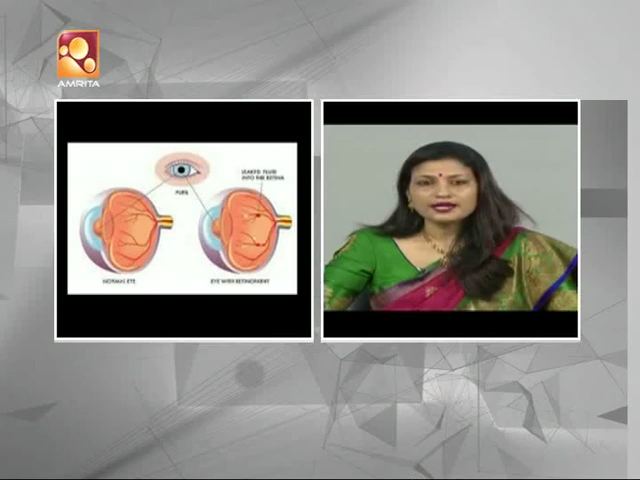 AMRITA
LEAKED FLUID
INTO THE RETINA
PUPIL
NORMAL EYE
EYE WITH RETINOPATHY